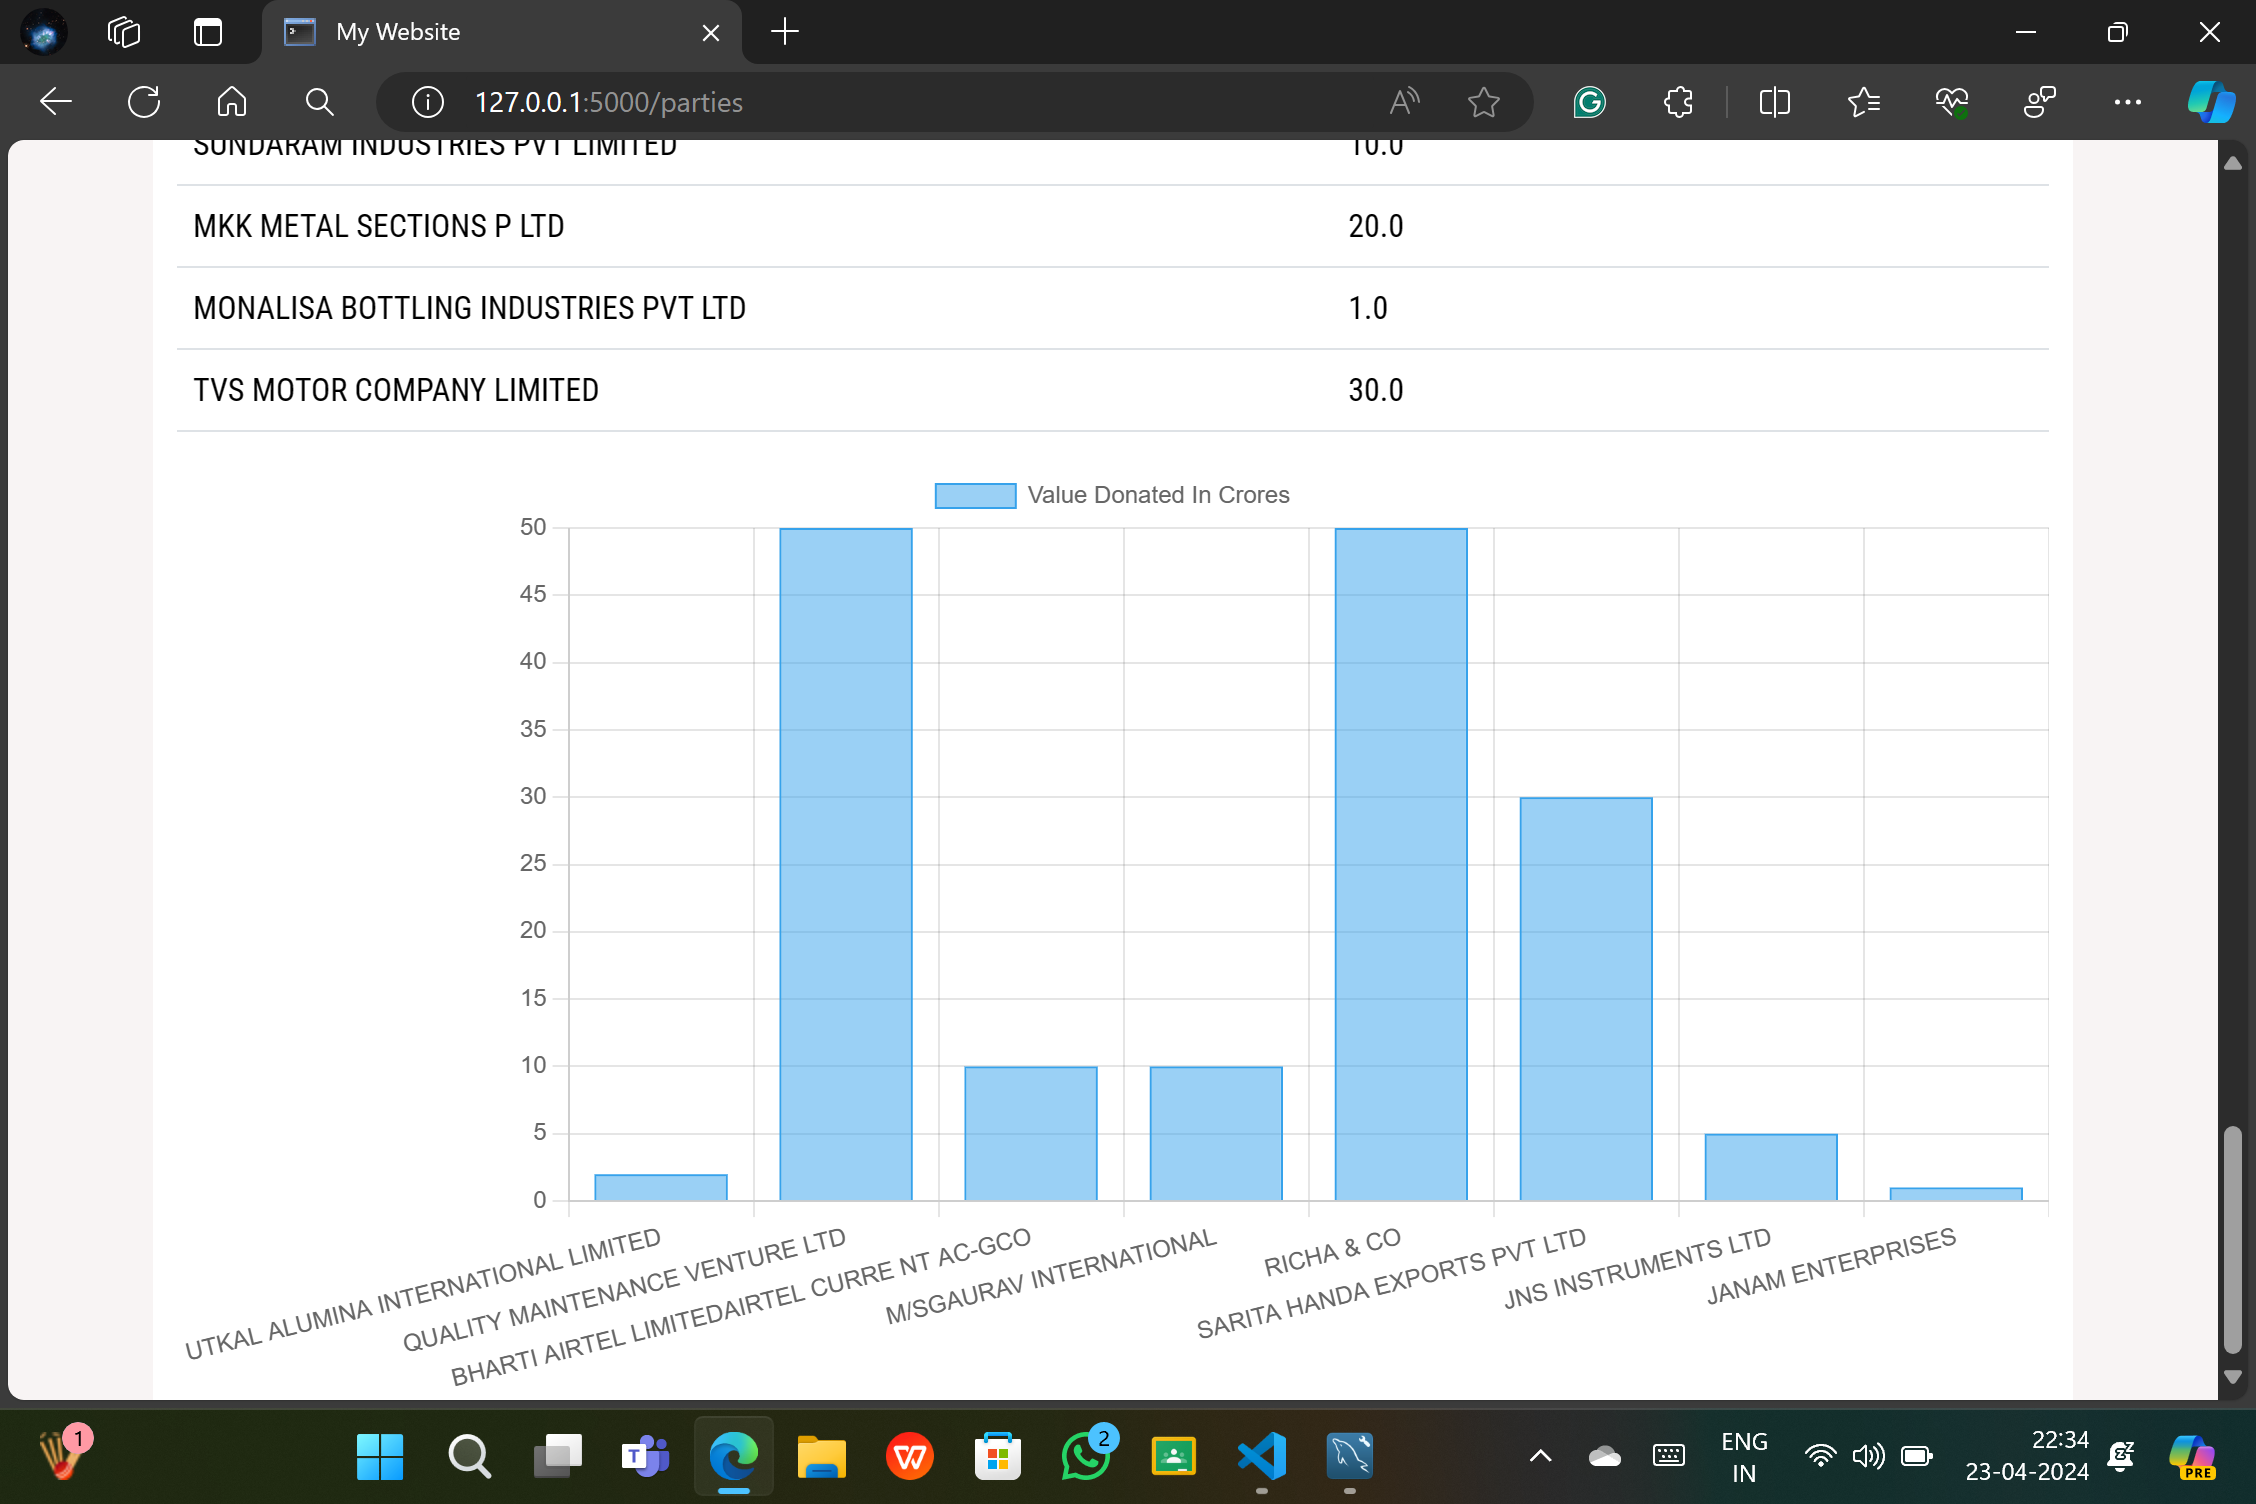 My Website
127.0.0.1:5000/parties
SUNDARAM INDUSTRIES PVT LIMITED 10.0
MKK METAL SECTIONS P LTD 20.0
MONALISA BOTTLING INDUSTRIES PVT LTD 1.0
TVS MOTOR COMPANY LIMITED 30.0
Value Donated In Crores
50
45
40
35
30
25
20
15
10
5
0
UTKAL ALUMINA INTERNATIONAL LIMITED
QUALITY MAINTENANCE VENTURE LTD
BHARTI AIRTEL LIMITEDAIRTEL CURRE NT AC-GCO
M/SGAURAV INTERNATIONAL
RICHA & CO
SARITA HANDA EXPORTS PVT LTD
JNS INSTRUMENTS LTD
JANAM ENTERPRISES
1
T
W
2
ENG
IN
22:34
23-04-2024
PRE